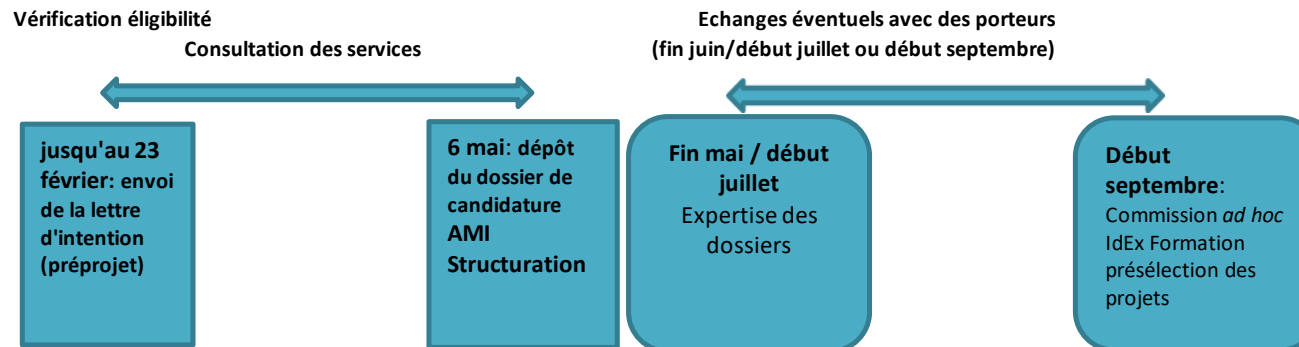 Vérification éligibilité
Consultation des services
Echanges éventuels avec des porteurs
(fin juin/début juillet ou début septembre)
jusqu'au 23
février: envoi
de la lettre
d'intention
(préprojet)
6 mai: dépôt
du dossier de
candidature
AMI
Structuration
Fin mai / début
juillet
Expertise des
dossiers
Début
septembre:
Commission ad hoc
IdEx Formation
présélection des
projets